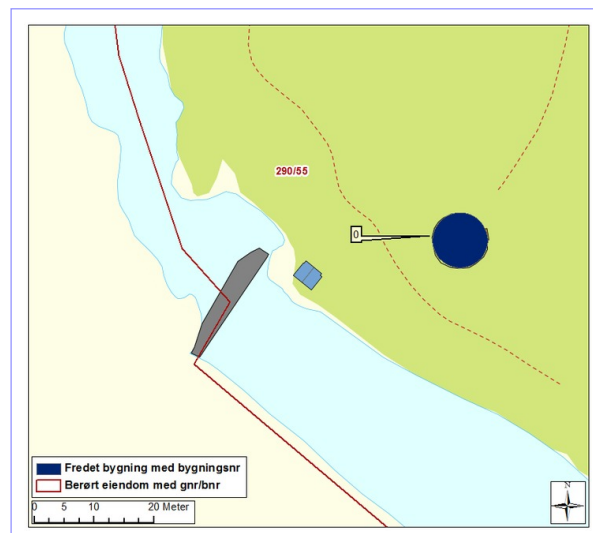 290/55
0
Fredet bygning med bygningsnr
Berørt eiendom med gnr/bnr
0 5 10 20 Meter
N